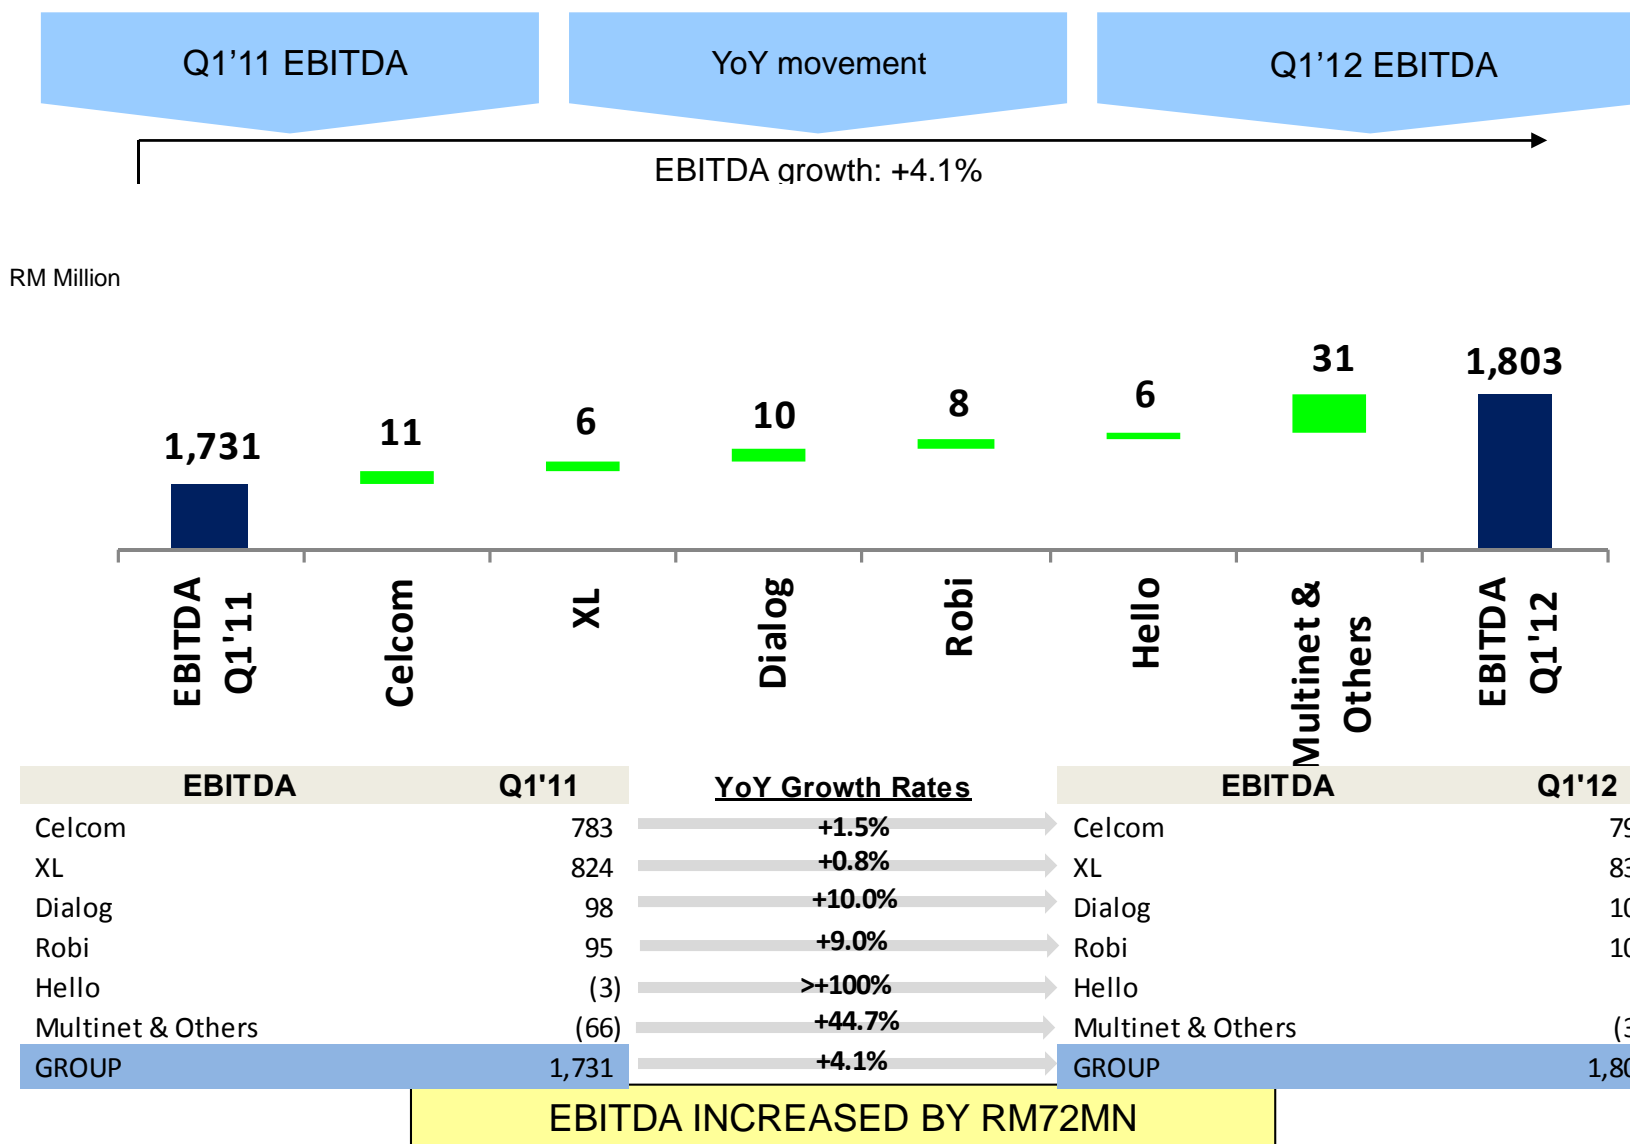 Q1’11 EBITDA
YoY movement
Q1’12 EBITDA
EBITDA growth: +4.1%
RM Million
1,731
11
6
10
8
6
31
1,803
EBITDA Q1'11
Celcom
XL
Dialog
Robi
Hello
Multinet & Others
EBITDA Q1'12
EBITDA Q1'11 YoY Growth Rates EBITDA Q1'12
Celcom 783 +1.5% Celcom
XL 824 +0.8% XL
Dialog 98 +10.0% Dialog
Robi 95 +9.0% Robi
Hello (3) >+100% Hello
Multinet & Others (66) +44.7% Multinet & Others
GROUP 1,731 +4.1% GROUP
EBITDA INCREASED BY RM72MN